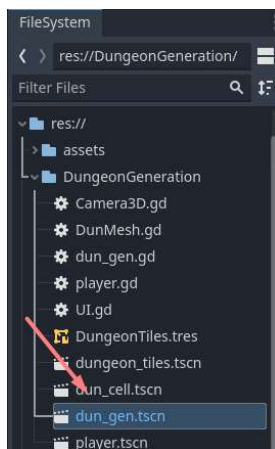 FileSystem
res://DungeonGeneration/
Filter Files
res://
assets
DungeonGeneration
Camera3D.gd
DunMesh.gd
dun_gen.gd
player.gd
UI.gd
DungeonTiles.tres
dungeon_tiles.tscn
dun_cell.tscn
dun_gen.tscn
player.tscn